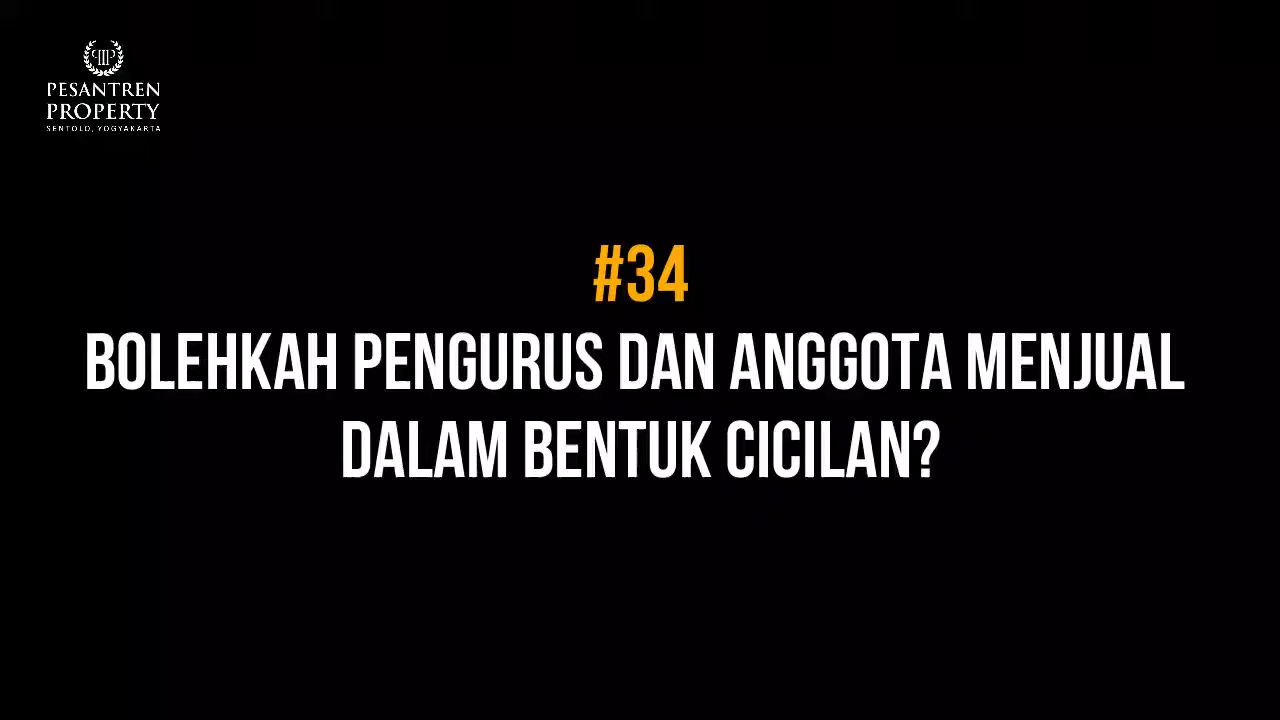 PESANTREN
PROPERTY
SENTOLO, YOGYAKARTA
#34
BOLEHKAH PENGURUS DAN ANGGOTA MENJUAL
DALAM BENTUK CICILAN?